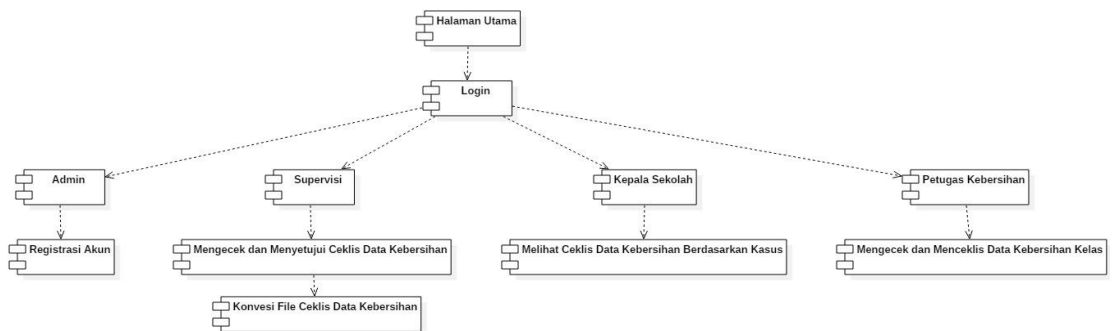 Halaman Utama
Login
Admin
Supervisi
Kepala Sekolah
Petugas Kebersihan
Registrasi Akun
Mengecek dan Menyetujui Ceklis Data Kebersihan
Melihat Ceklis Data Kebersihan Berdasarkan Kasus
Mengecek dan Menceklis Data Kebersihan Kelas
Konvesi File Ceklis Data Kebersihan